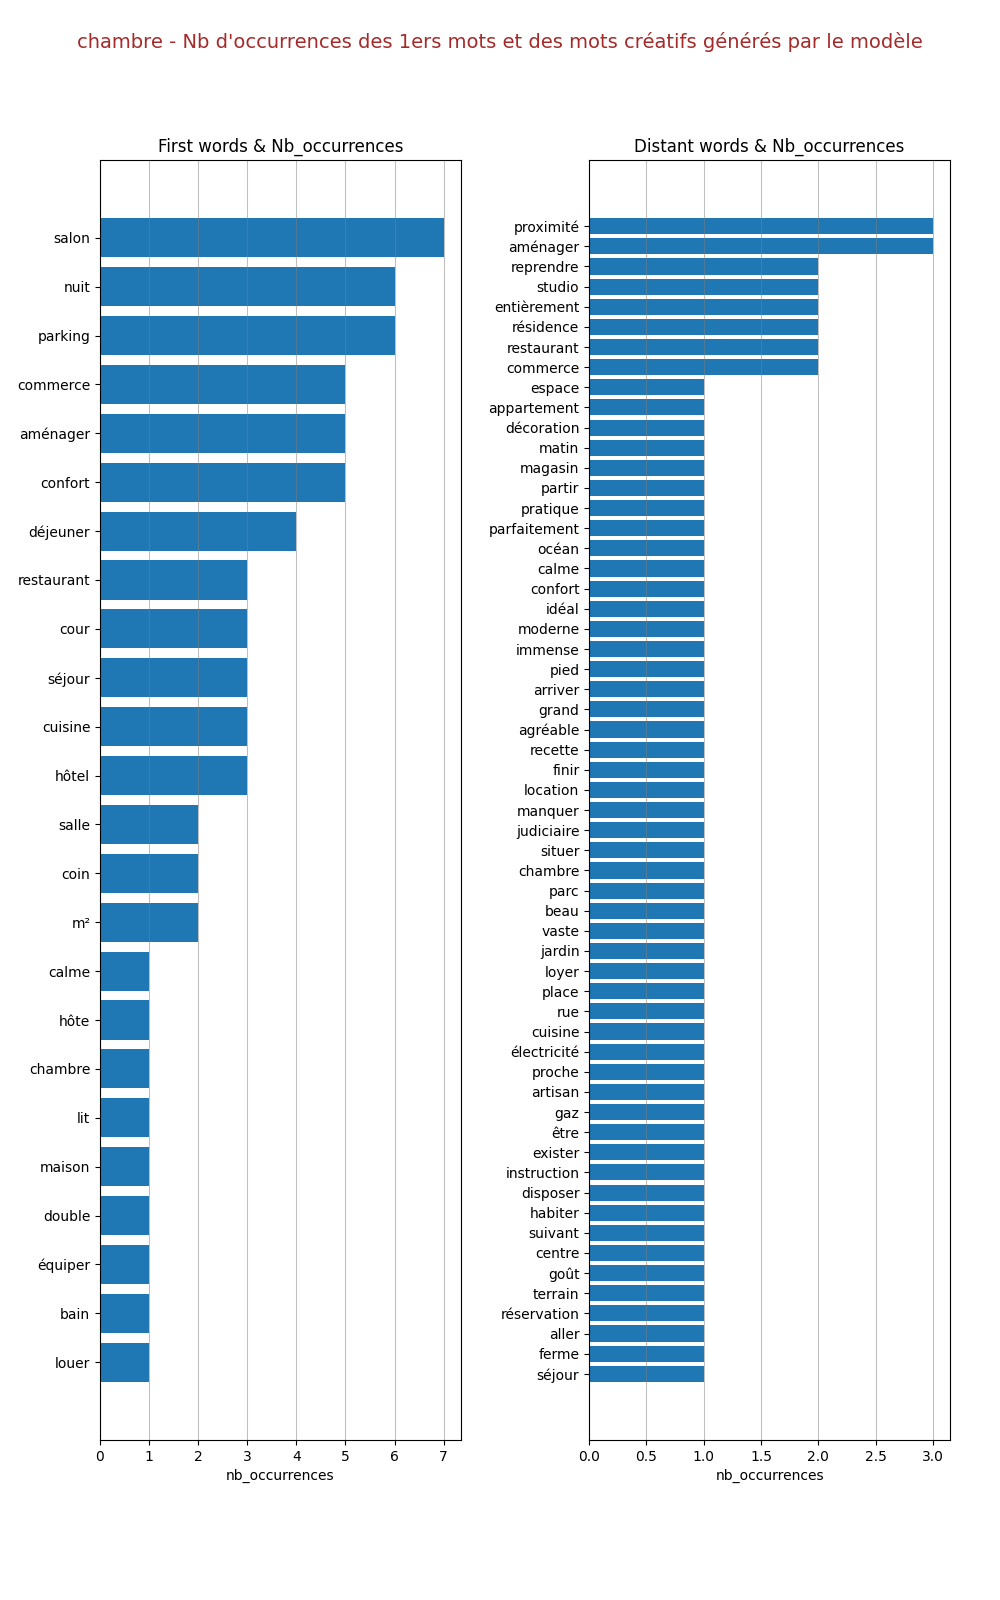 chambre - Nb d'occurrences des 1ers mots et des mots créatifs générés par le modèle
First words & Nb_occurrences
salon
nuit
parking
commerce
aménager
confort
déjeuner
restaurant
cour
séjour
cuisine
hôtel
salle
coin
m²
calme
hôte
chambre
lit
maison
double
équiper
bain
louer
0 1 2 3 4 5 6 7
nb_occurrences
Distant words & Nb_occurrences
proximité
aménager
reprendre
studio
entièrement
résidence
restaurant
commerce
espace
appartement
décoration
matin
magasin
partir
pratique
parfaitement
océan
calme
confort
idéal
moderne
immense
pied
arriver
grand
agréable
recette
finir
location
manquer
judiciaire
situer
chambre
parc
beau
vaste
jardin
loyer
place
rue
cuisine
électricité
proche
artisan
gaz
être
exister
instruction
disposer
habiter
suivant
centre
goût
terrain
réservation
aller
ferme
séjour
0.0 0.5 1.0 1.5 2.0 2.5 3.0
nb_occurrences